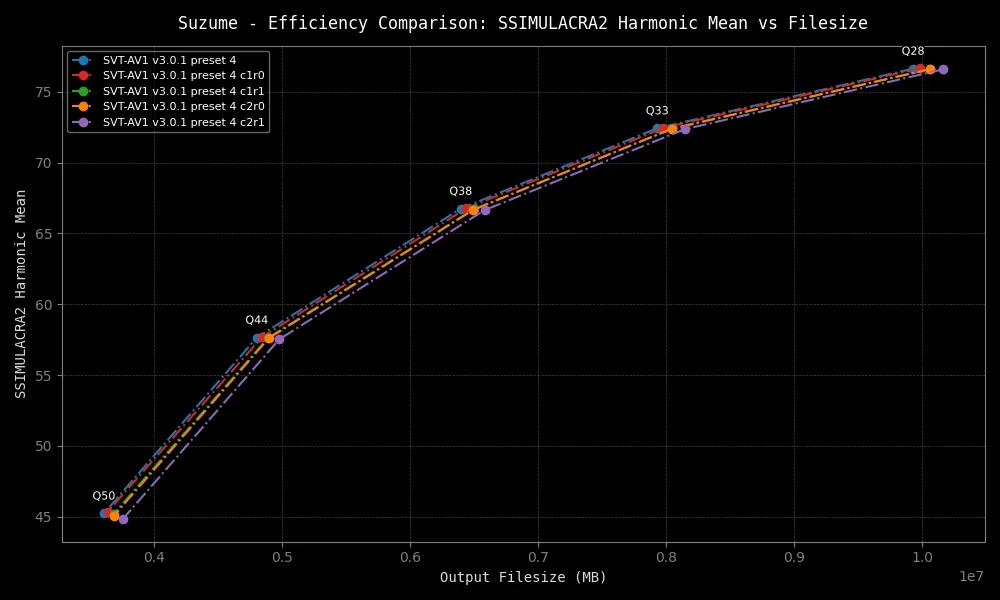 Suzume - Efficiency Comparison: SSIMULACRA2 Harmonic Mean vs Filesize
SVT-AV1 v3.0.1 preset 4
SVT-AV1 v3.0.1 preset 4 c1r0
SVT-AV1 v3.0.1 preset 4 c1r1
SVT-AV1 v3.0.1 preset 4 c2r0
SVT-AV1 v3.0.1 preset 4 c2r1
Q28
Q33
Q38
Q44
Q50
SSIMULACRA2 Harmonic Mean
75
70
65
60
55
50
45
0.4 0.5 0.6 0.7 0.8 0.9 1.0
1e7
Output Filesize (MB)